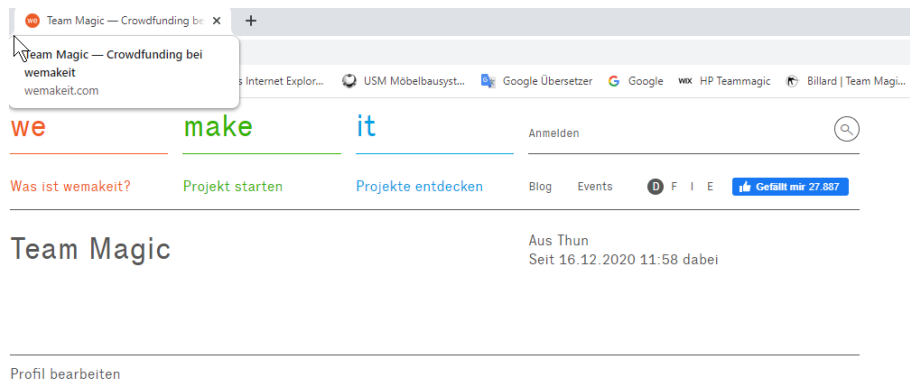 we Team Magic — Crowdfunding be × +
Team Magic — Crowdfunding bei
wemakeit
wemakeit.com
s Internet Explor... USM Möbelbausyst... Google Übersetzer G Google WIX HP Teammagic Billard | Team Magi...
we make it
Anmelden
Was ist wemakeit? Projekt starten Projekte entdecken Blog Events D F I E Gefällt mir 27.887
Team Magic
Aus Thun
Seit 16.12.2020 11:58 dabei
Profil bearbeiten